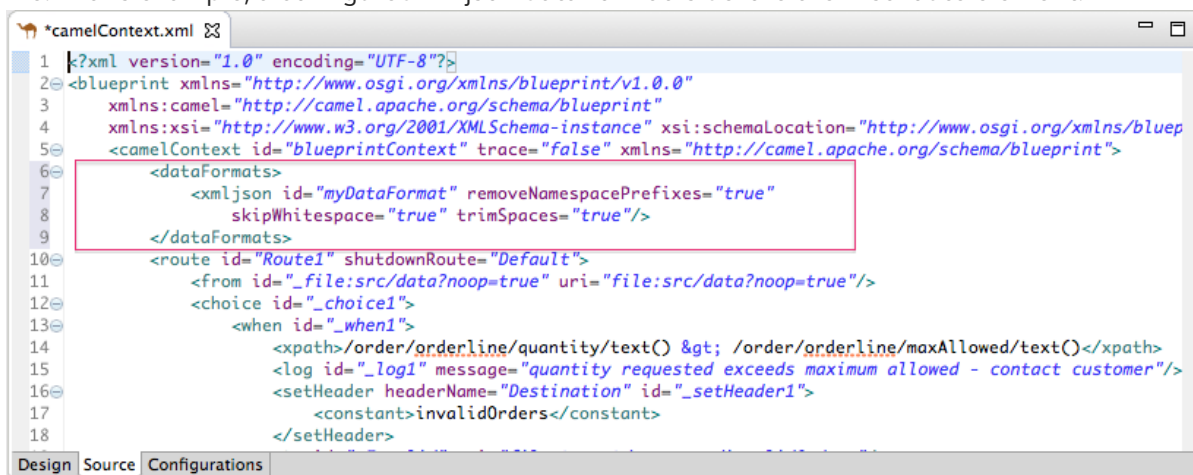 *camelContext.xml
1 <?xml version="1.0" encoding="UTF-8"?>
2 <blueprint xmlns="http://www.osgi.org/xmlns/blueprint/v1.0.0"
3 xmlns:camel="http://camel.apache.org/schema/blueprint"
4 xmlns:xsi="http://www.w3.org/2001/XMLSchema-instance" xsi:schemaLocation="http://www.osgi.org/xmlns/bluep
5 <camelContext id="blueprintContext" trace="false" xmlns="http://camel.apache.org/schema/blueprint">
6 <dataFormats>
7 <xmljson id="myDataFormat" removeNamespacePrefixes="true"
8 skipWhitespace="true" trimSpaces="true"/>
9 </dataFormats>
10 <route id="Route1" shutdownRoute="Default">
11 <from id="_file:src/data?noop=true" uri="file:src/data?noop=true"/>
12 <choice id="_choice1">
13 <when id="_when1">
14 <xpath>/order/orderline/quantity/text() &gt; /order/orderline/maxAllowed/text()</xpath>
15 <log id="_log1" message="quantity requested exceeds maximum allowed - contact customer"/>
16 <setHeader headerName="Destination" id="_setHeader1">
17 <constant>invalidOrders</constant>
18 </setHeader>
Design Source Configurations